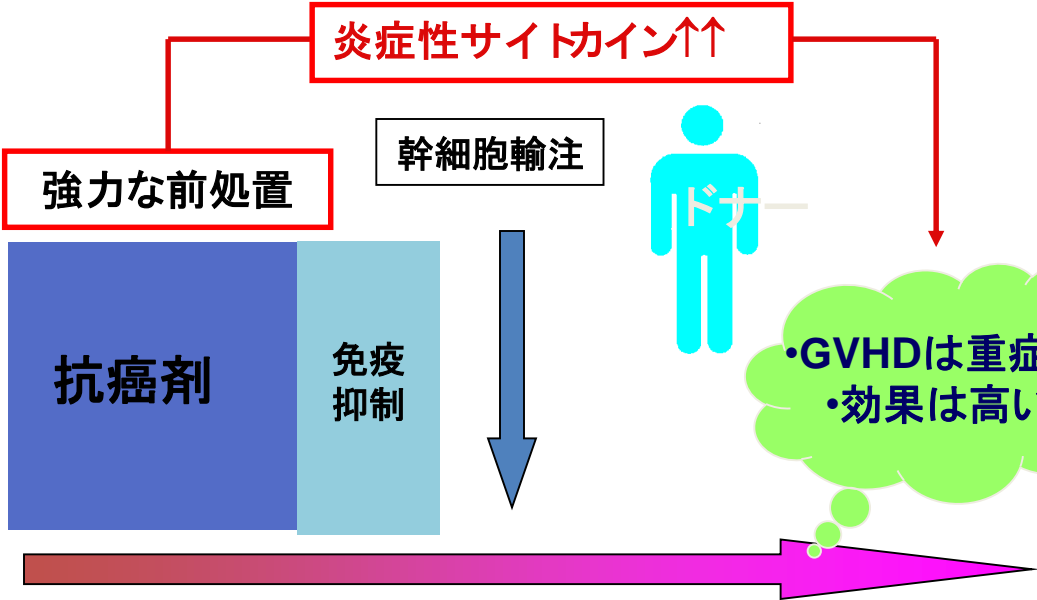 炎症性サイトカイン↑↑
幹細胞輸注
強力な前処置
ドナー
抗癌剤
免疫
抑制
•GVHDは重症
•効果は高い